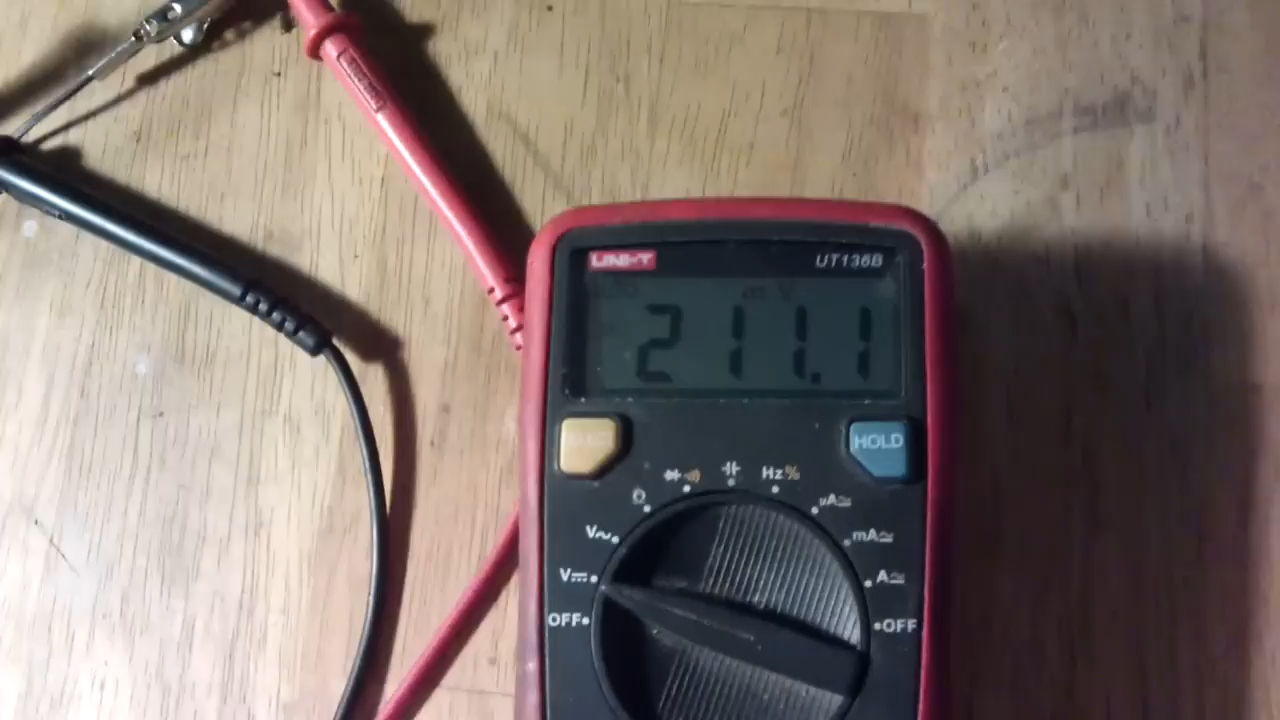 UNI-T UT136B
211.1
HOLD
Hz%
Ω µA
V~ mA
V⎓ A
OFF OFF